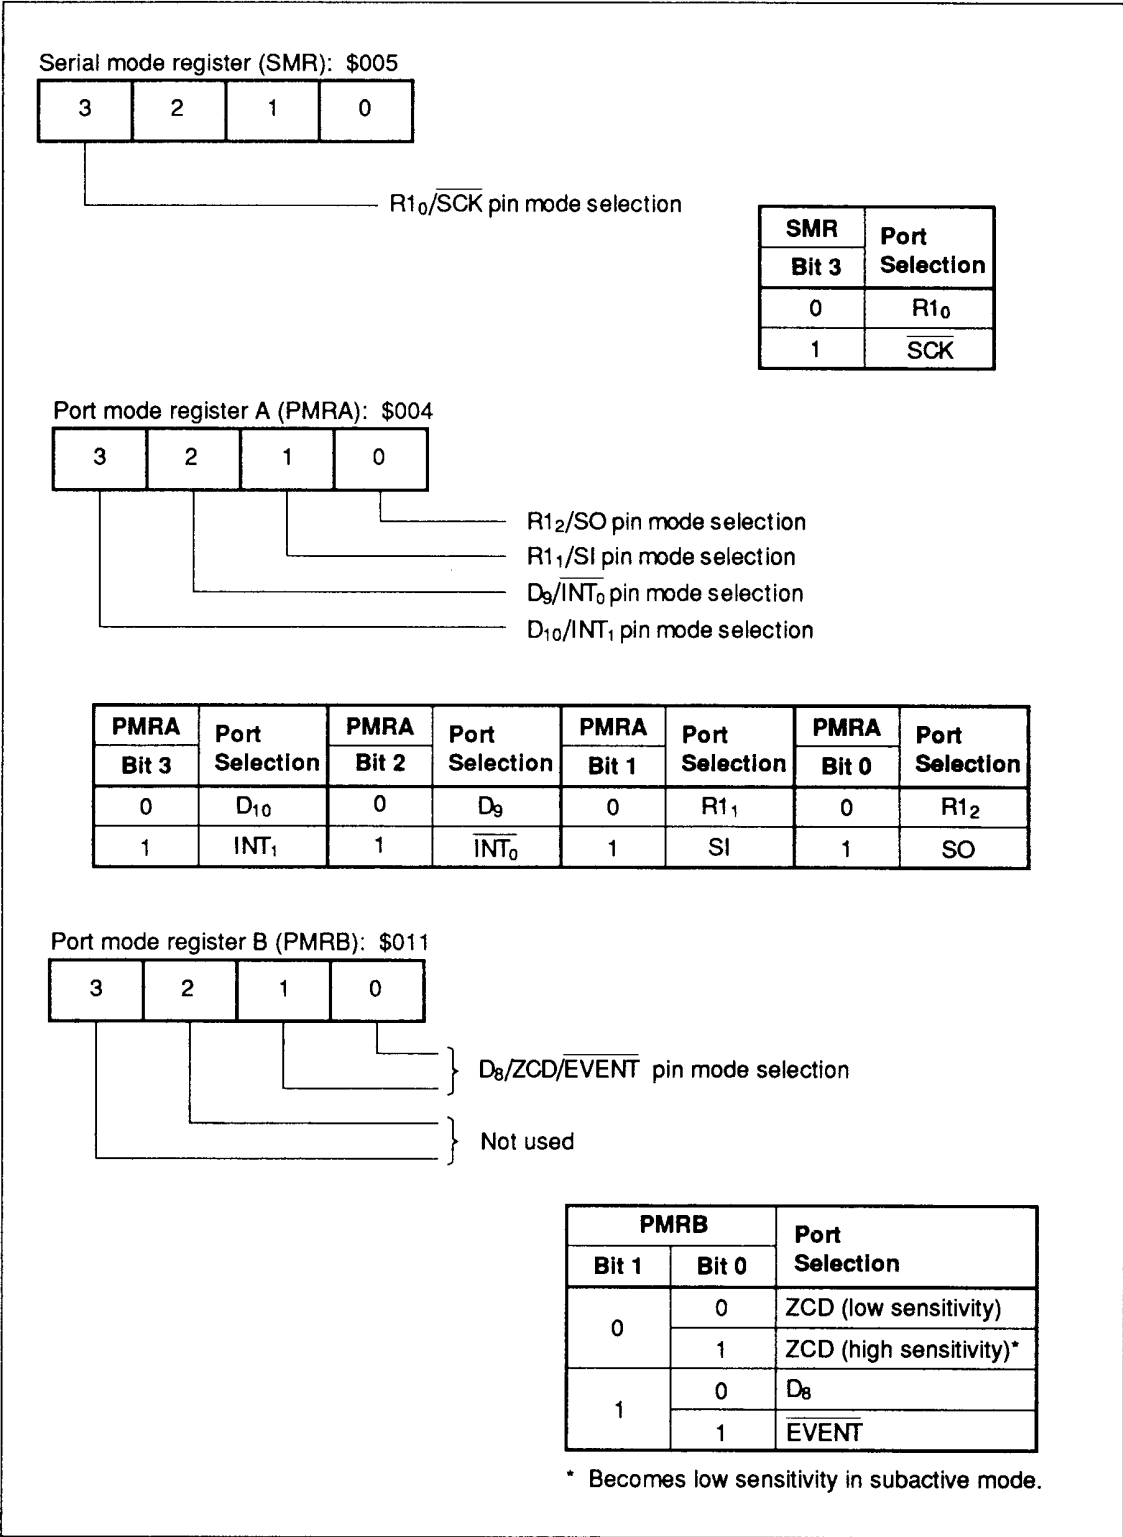 Serial mode register (SMR): $005
3 2 1 0
R1₀/S̅C̅K̅ pin mode selection
SMR Port Selection
Bit 3
0 R1₀
1 S̅C̅K̅
Port mode register A (PMRA): $004
3 2 1 0
R1₂/SO pin mode selection
R1₁/SI pin mode selection
D₉/I̅N̅T̅₀ pin mode selection
D₁₀/INT₁ pin mode selection
PMRA Port Selection PMRA Port Selection PMRA Port Selection PMRA Port Selection
Bit 3 Bit 2 Bit 1 Bit 0
0 D₁₀ 0 D₉ 0 R1₁ 0 R1₂
1 INT₁ 1 I̅N̅T̅₀ 1 SI 1 SO
Port mode register B (PMRB): $011
3 2 1 0
D₈/ZCD/E̅V̅E̅N̅T̅ pin mode selection
Not used
PMRB Port Selection
Bit 1 Bit 0
0 0 ZCD (low sensitivity)
1 ZCD (high sensitivity)*
1 0 D₈
1 E̅V̅E̅N̅T̅
* Becomes low sensitivity in subactive mode.